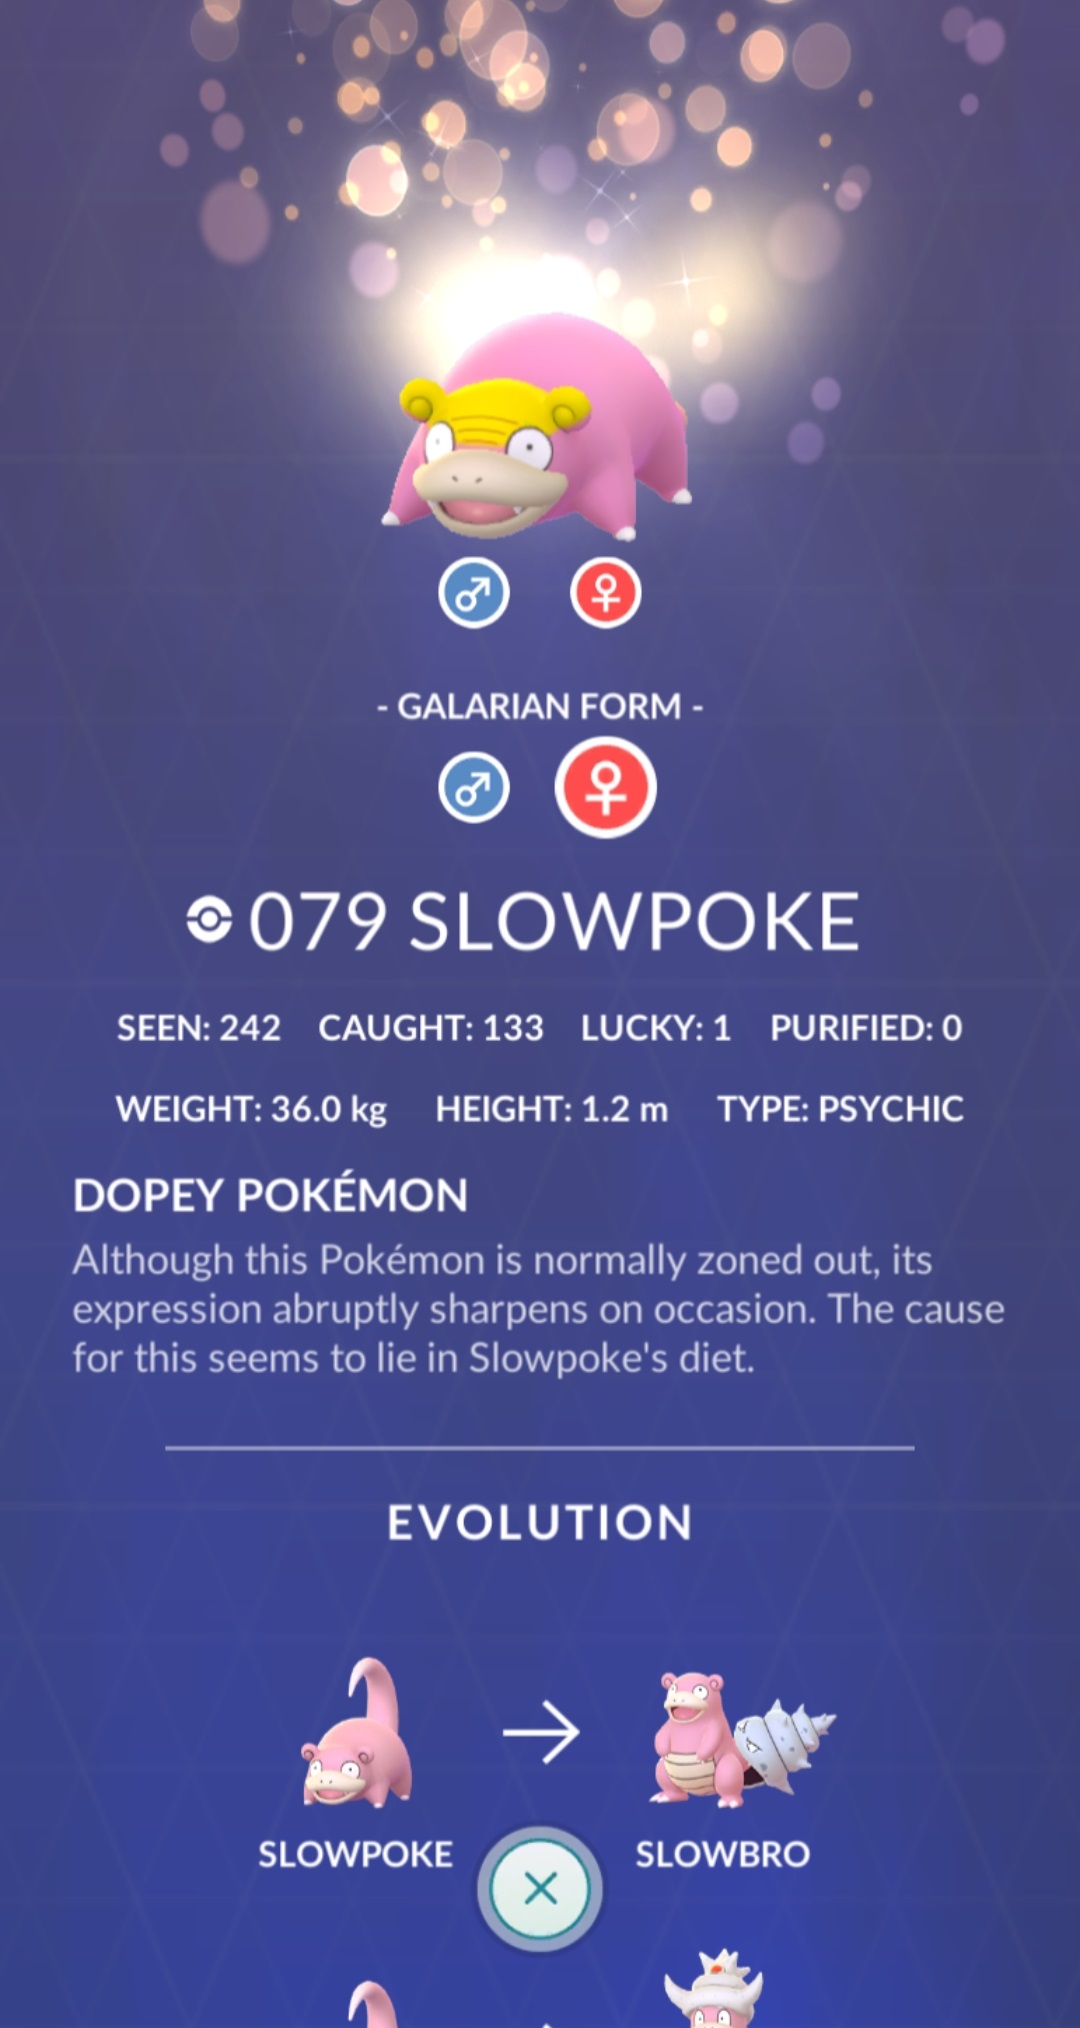 - GALARIAN FORM -
079 SLOWPOKE
SEEN: 242 CAUGHT: 133 LUCKY: 1 PURIFIED: 0
WEIGHT: 36.0 kg HEIGHT: 1.2 m TYPE: PSYCHIC
DOPEY POKÉMON
Although this Pokémon is normally zoned out, its
expression abruptly sharpens on occasion. The cause
for this seems to lie in Slowpoke's diet.
EVOLUTION
SLOWPOKE SLOWBRO